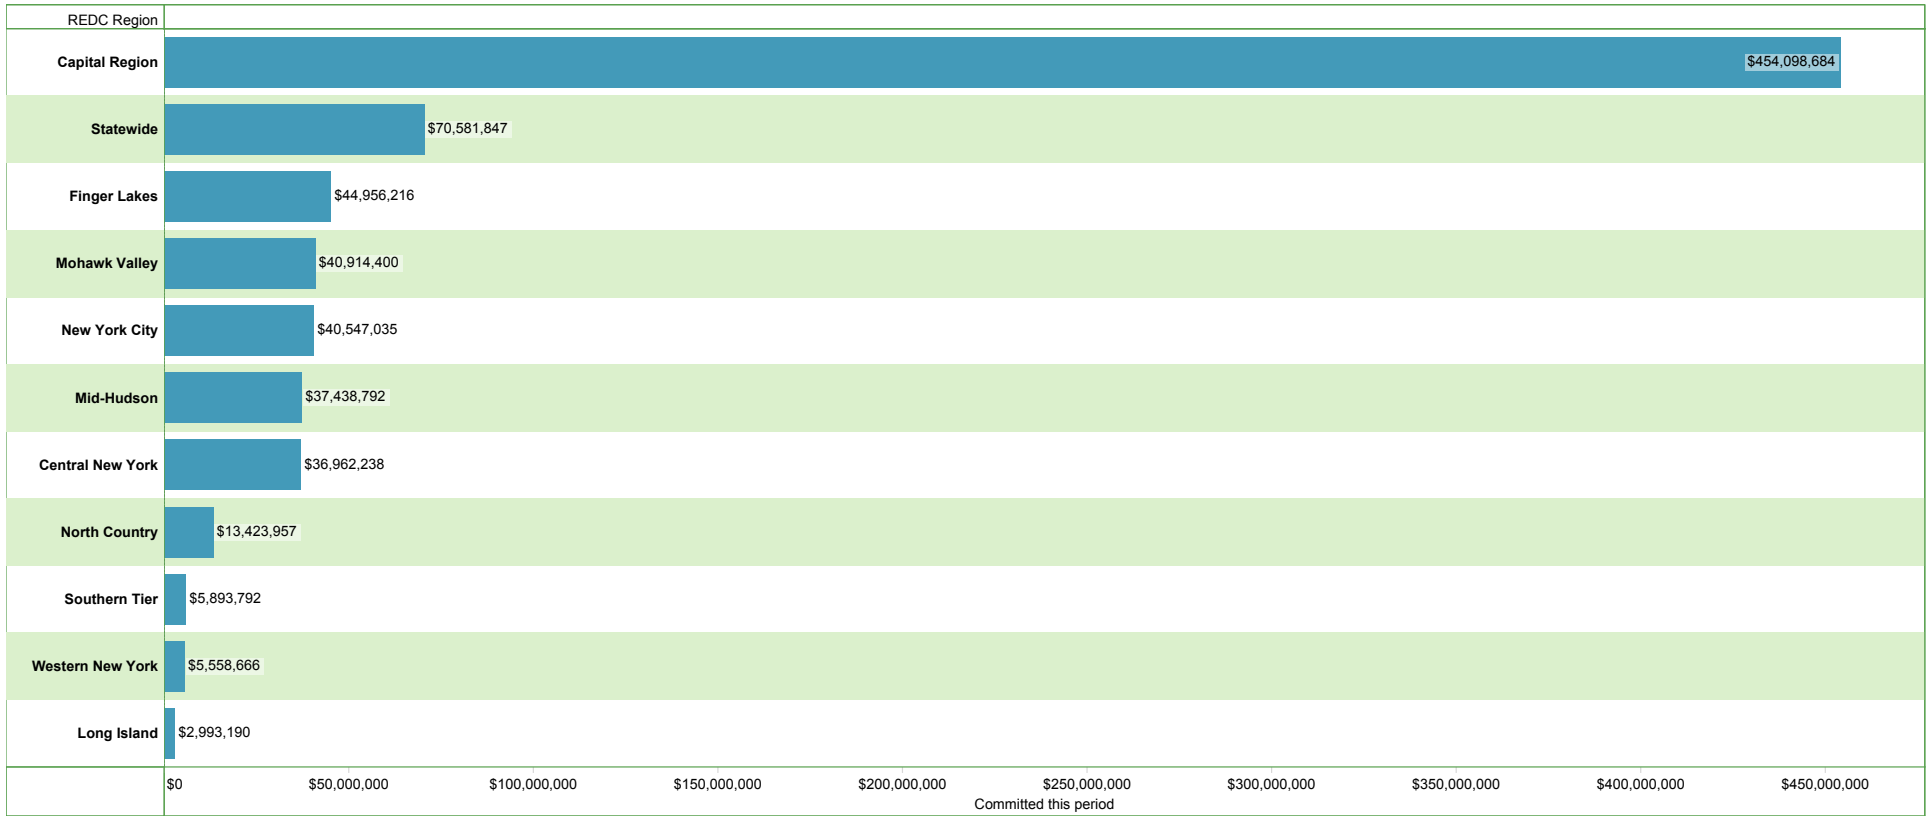 REDC Region
Capital Region $454,098,684
Statewide $70,581,847
Finger Lakes $44,956,216
Mohawk Valley $40,914,400
New York City $40,547,035
Mid-Hudson $37,438,792
Central New York $36,962,238
North Country $13,423,957
Southern Tier $5,893,792
Western New York $5,558,666
Long Island $2,993,190
$0 $50,000,000 $100,000,000 $150,000,000 $200,000,000 $250,000,000 $300,000,000 $350,000,000 $400,000,000 $450,000,000
Committed this period